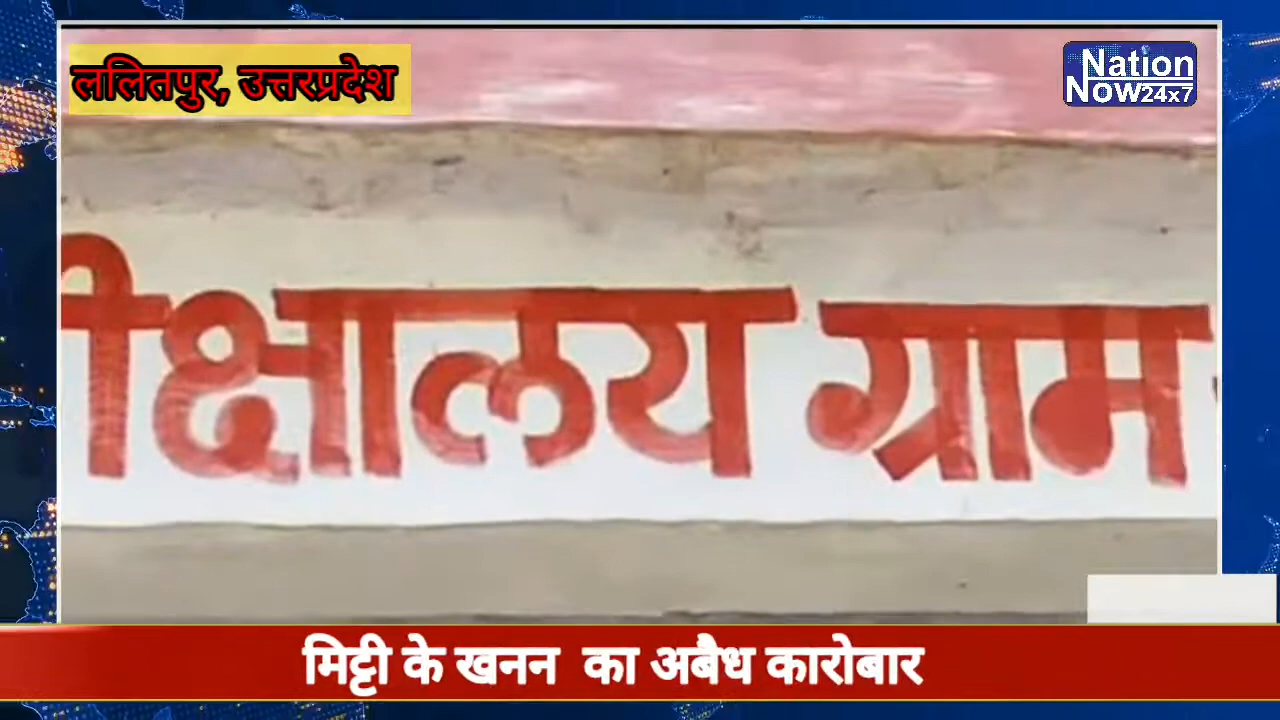 ललितपुर, उत्तरप्रदेश
Nation
Now24x7
ीक्षालय ग्राम
मिट्टी के खनन का अबैध कारोबार